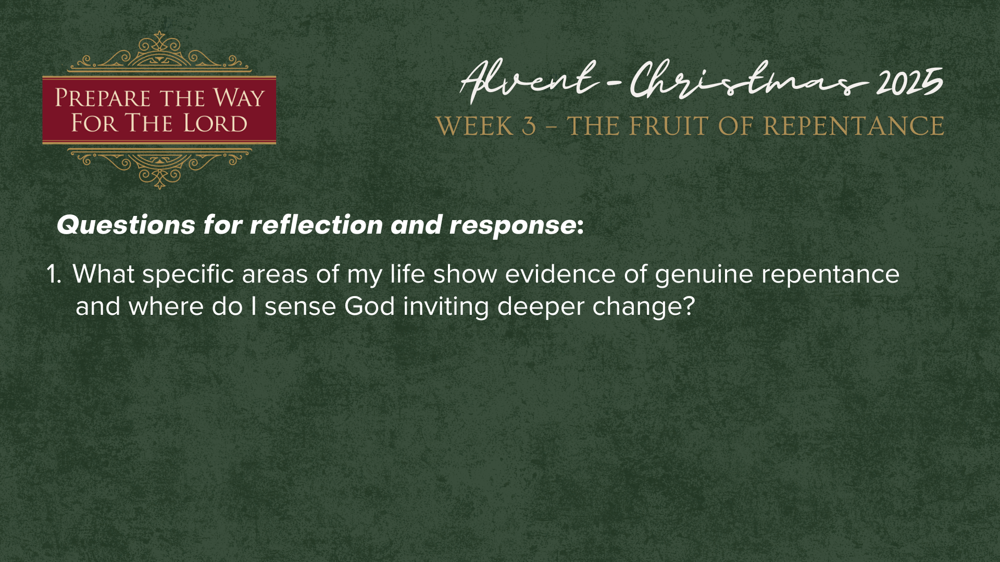 PREPARE THE WAY
FOR THE LORD
Advent - Christmas 2025
WEEK 3 – THE FRUIT OF REPENTANCE
Questions for reflection and response:
1. What specific areas of my life show evidence of genuine repentance
and where do I sense God inviting deeper change?